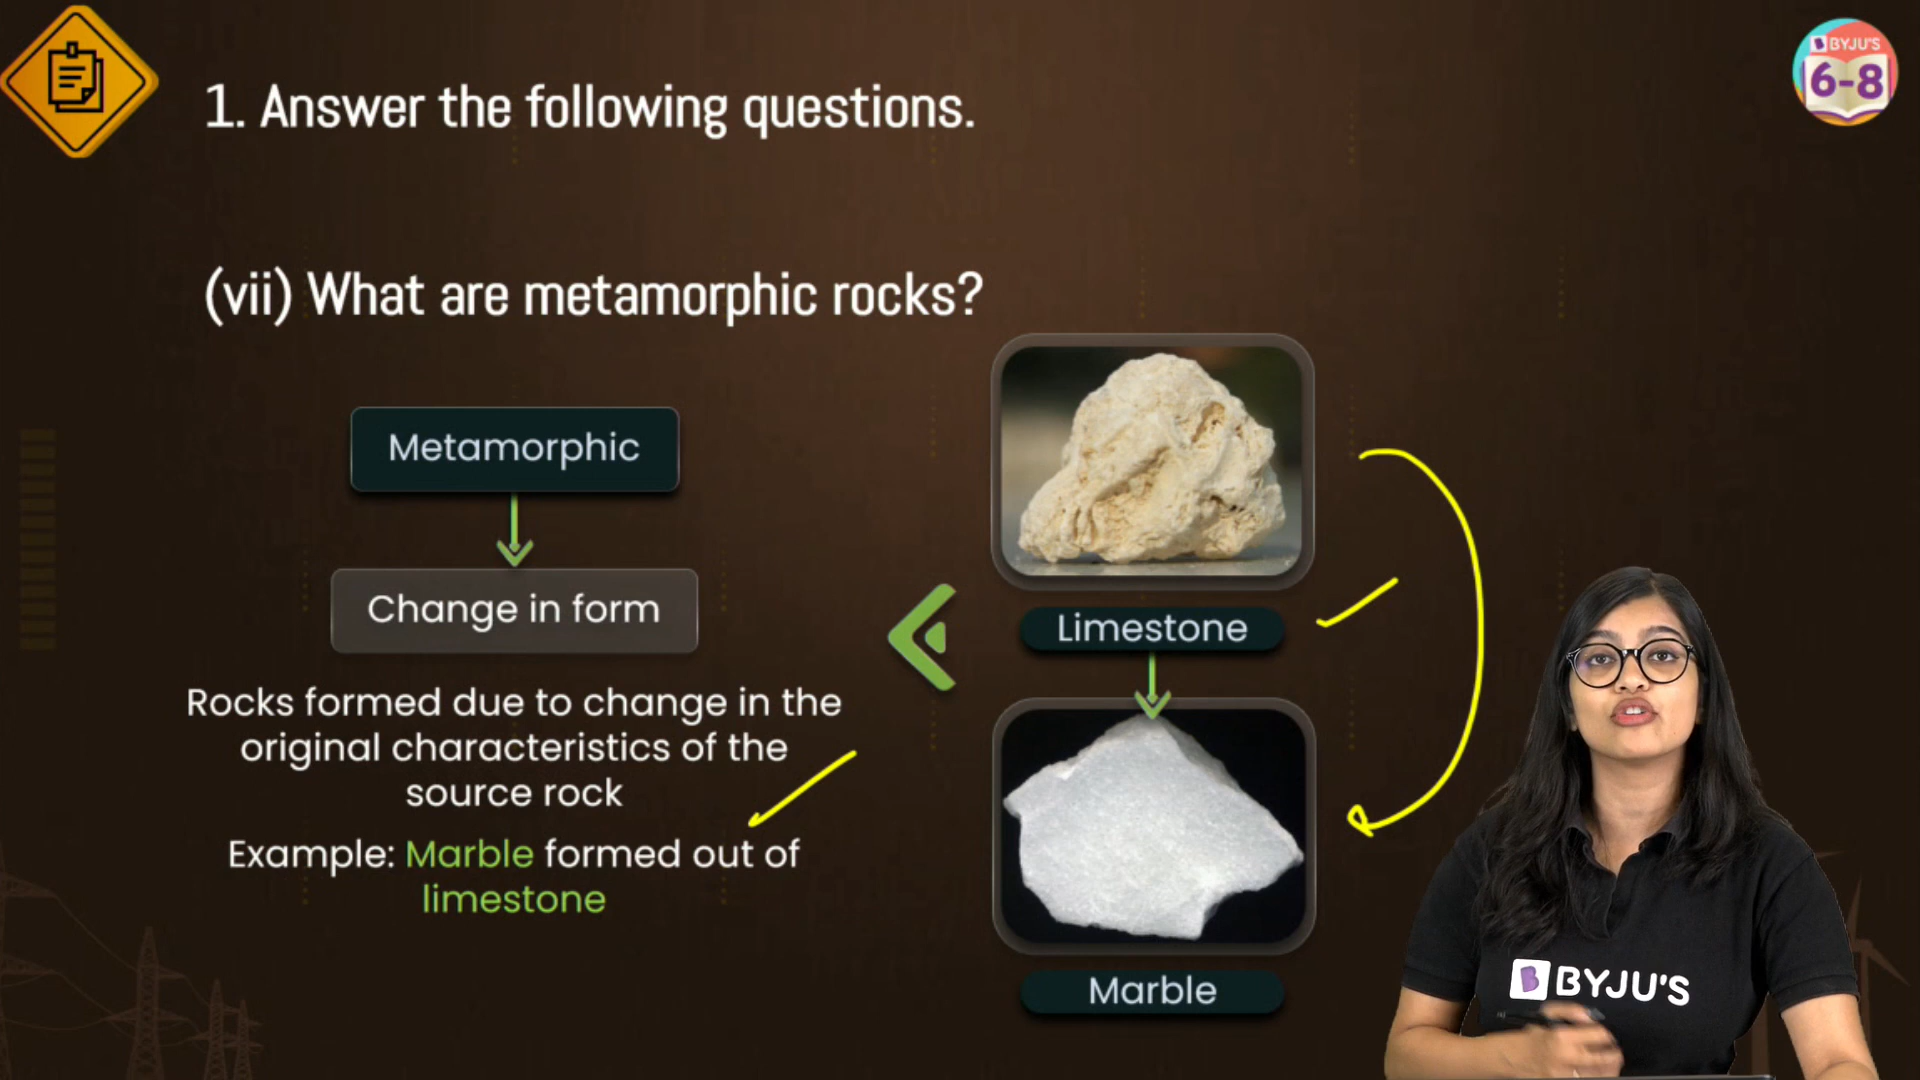 BYJU'S
6-8
1. Answer the following questions.
(vii) What are metamorphic rocks?
Metamorphic
Change in form
Rocks formed due to change in the
original characteristics of the
source rock
Example: Marble formed out of
limestone
Limestone
Marble
BYJU'S